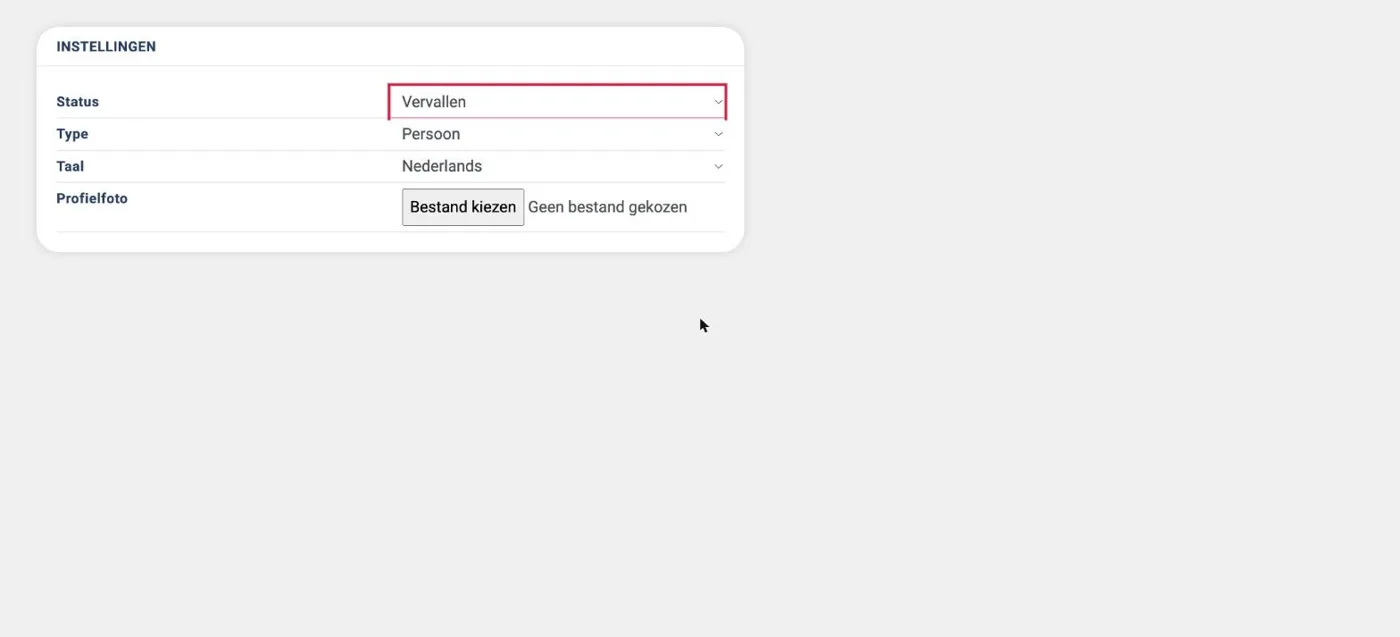 INSTELLINGEN
Status Vervallen
Type Persoon
Taal Nederlands
Profielfoto Bestand kiezen Geen bestand gekozen